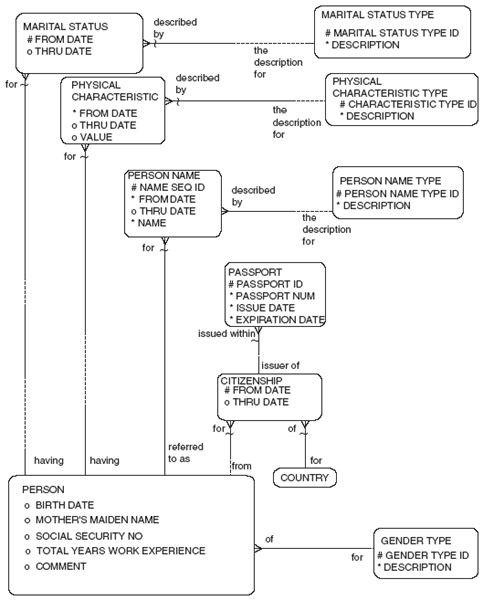 MARITAL STATUS
# FROM DATE
o THRU DATE
described
by
the
description
for
MARITAL STATUS TYPE
# MARITAL STATUS TYPE ID
* DESCRIPTION
for
PHYSICAL
CHARACTERISTIC
* FROM DATE
o THRU DATE
o VALUE
described
by
the
description
for
PHYSICAL
CHARACTERISTIC TYPE
# CHARACTERISTIC TYPE ID
* DESCRIPTION
for
PERSON NAME
# NAME SEQ ID
* FROM DATE
o THRU DATE
* NAME
described
by
the
description
for
PERSON NAME TYPE
# PERSON NAME TYPE ID
* DESCRIPTION
for
PASSPORT
# PASSPORT ID
* PASSPORT NUM
* ISSUE DATE
* EXPIRATION DATE
issued within
issuer of
CITIZENSHIP
# FROM DATE
o THRU DATE
for
of
having
having
referred
to as
from
for
COUNTRY
PERSON
o BIRTH DATE
o MOTHER'S MAIDEN NAME
o SOCIAL SECURITY NO
o TOTAL YEARS WORK EXPERIENCE
o COMMENT
of
for
GENDER TYPE
# GENDER TYPE ID
* DESCRIPTION